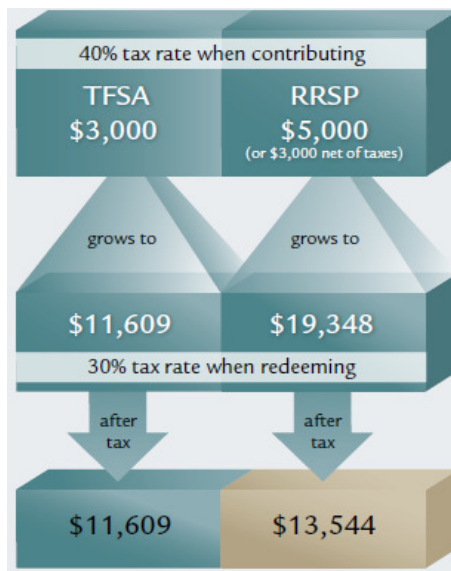 40% tax rate when contributing
TFSA RRSP
$3,000 $5,000
(or $3,000 net of taxes)
grows to grows to
$11,609 $19,348
30% tax rate when redeeming
after after
tax tax
$11,609 $13,544